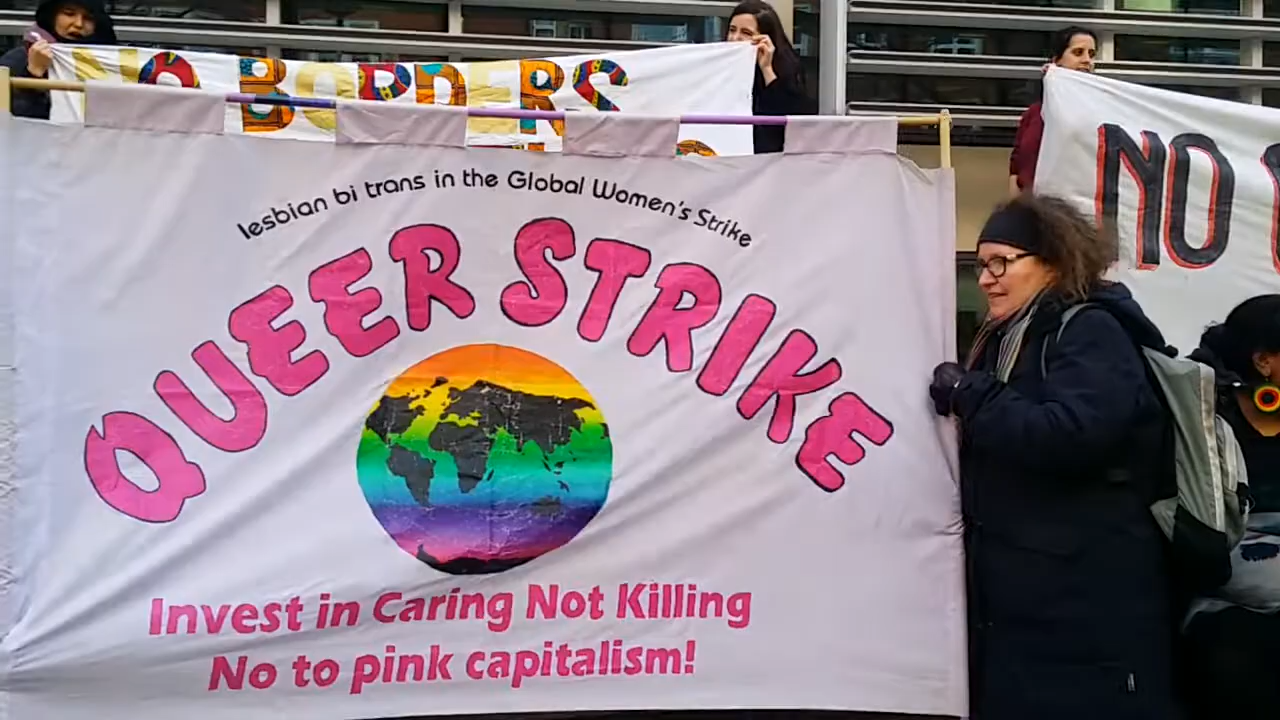 NO BORDERS
NO
lesbian bi trans in the Global Women's Strike
QUEER STRIKE
Invest in Caring Not Killing
No to pink capitalism!